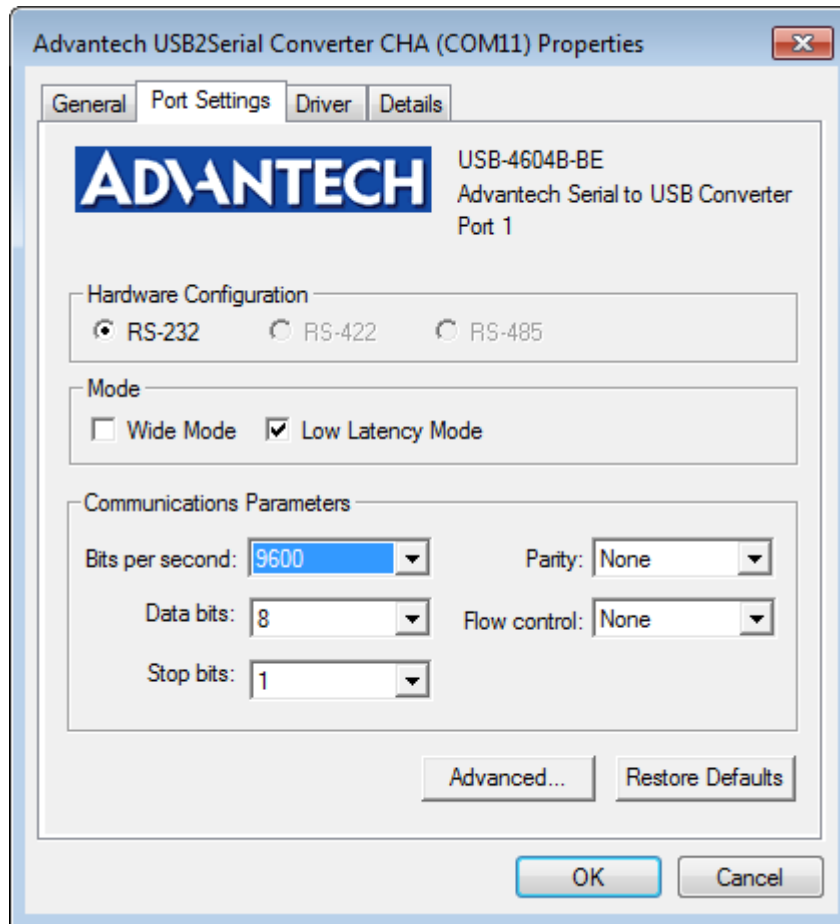 Advantech USB2Serial Converter CHA (COM11) Properties
General Port Settings Driver Details
ADVANTECH
USB-4604B-BE
Advantech Serial to USB Converter
Port 1
Hardware Configuration
RS-232 RS-422 RS-485
Mode
Wide Mode Low Latency Mode
Communications Parameters
Bits per second: 9600 Parity: None
Data bits: 8 Flow control: None
Stop bits: 1
Advanced... Restore Defaults
OK Cancel